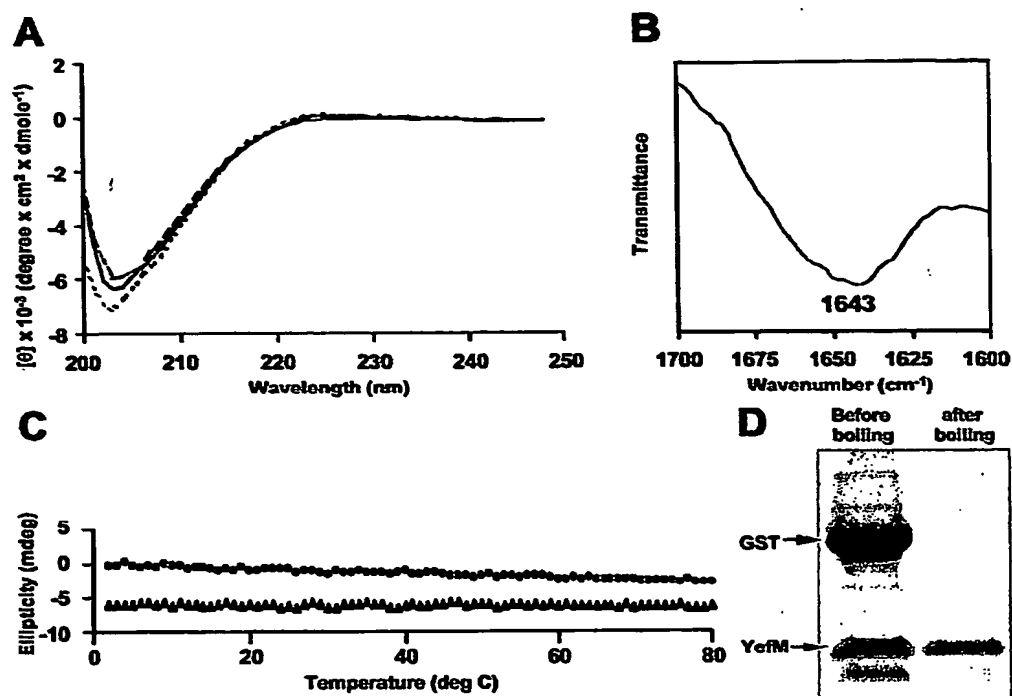 A
2
0
-2
-4
-6
-8
[θ] x 10-³ (degree x cm² x dmole-¹)
200 210 220 230 240 250
Wavelength (nm)
B
Transmittance
1643
1700 1675 1650 1625 1600
Wavenumber (cm-¹)
C
5
0
-5
-10
Ellipticity (mdeg)
0 20 40 60 80
Temperature (deg C)
D
Before boiling
after boiling
GST
YefM